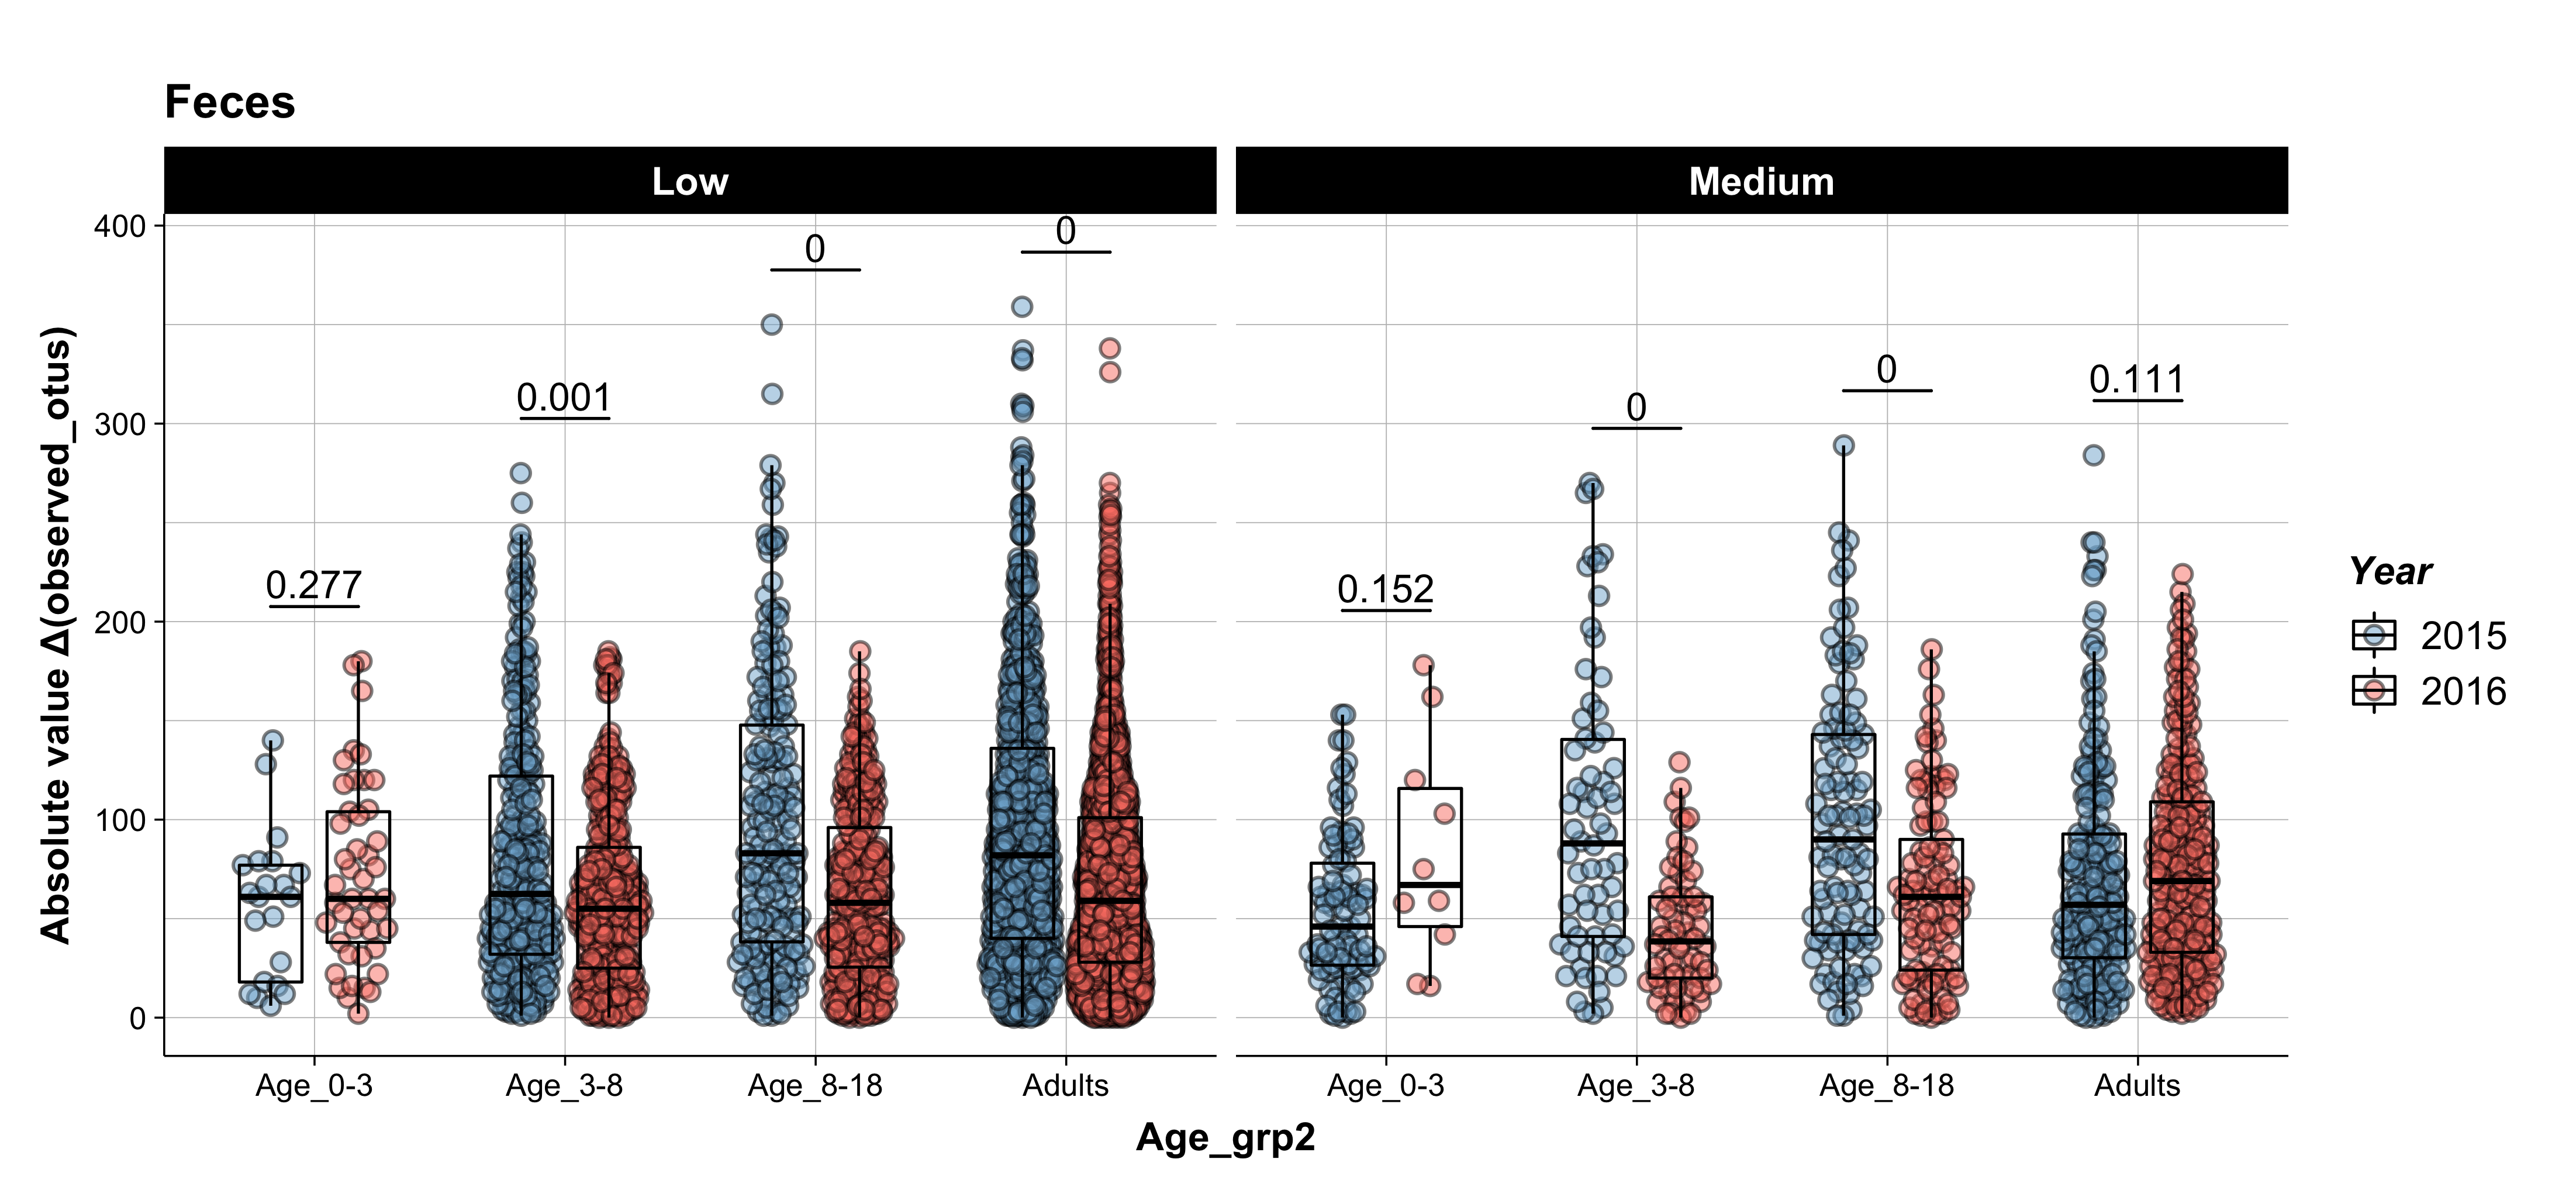 Feces
Low
Medium
Absolute value Δ(observed_otus)
400
300
200
100
0
0.277
0.001
0
0
0.152
0
0
0.111
Age_0-3
Age_3-8
Age_8-18
Adults
Age_0-3
Age_3-8
Age_8-18
Adults
Age_grp2
Year
2015
2016